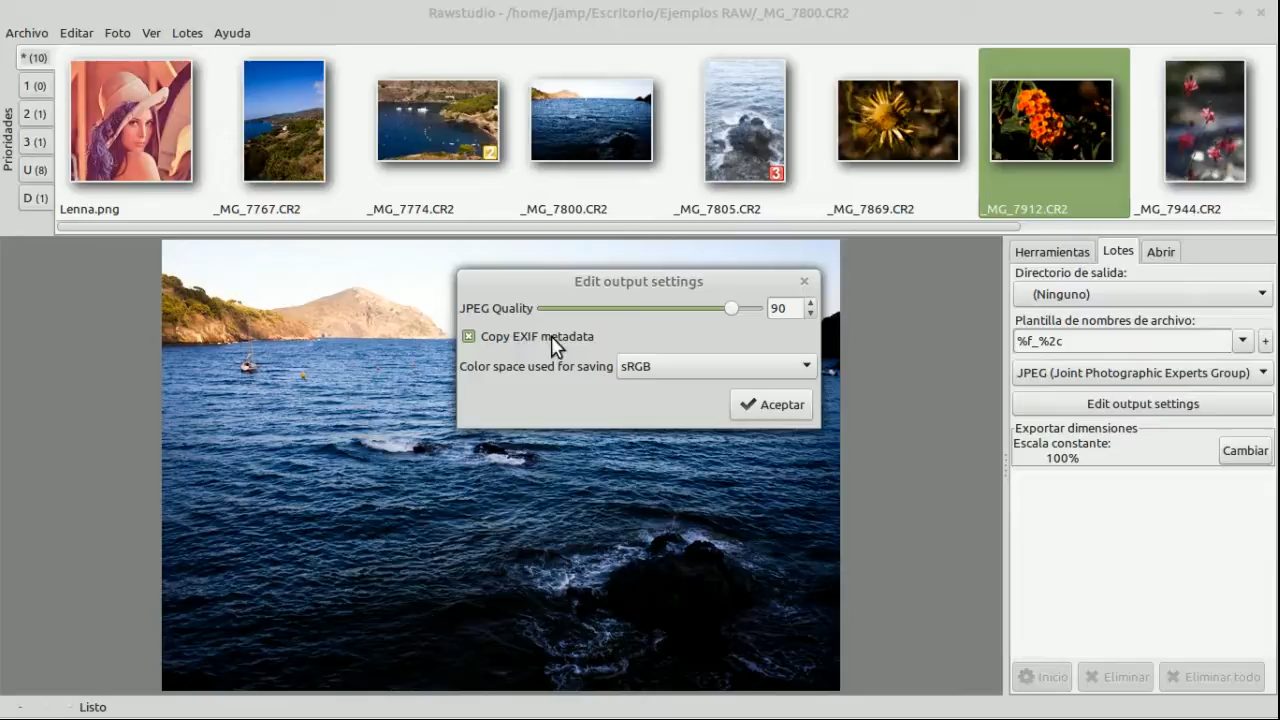 Rawstudio - /home/jamp/Escritorio/Ejemplos RAW/_MG_7800.CR2
Archivo Editar Foto Ver Lotes Ayuda
Prioridades
* (10)
1 (0)
2 (1)
3 (1)
U (8)
D (1)
2
3
Lenna.png _MG_7767.CR2 _MG_7774.CR2 _MG_7800.CR2 _MG_7805.CR2 _MG_7869.CR2 _MG_7912.CR2 _MG_7944.CR2
Edit output settings
JPEG Quality 90
Copy EXIF metadata
Color space used for saving sRGB
Aceptar
Herramientas Lotes Abrir
Directorio de salida:
(Ninguno)
Plantilla de nombres de archivo:
%f_%2c
+
JPEG (Joint Photographic Experts Group)
Edit output settings
Exportar dimensiones
Escala constante:
100%
Cambiar
Inicio Eliminar Eliminar todo
- - Listo